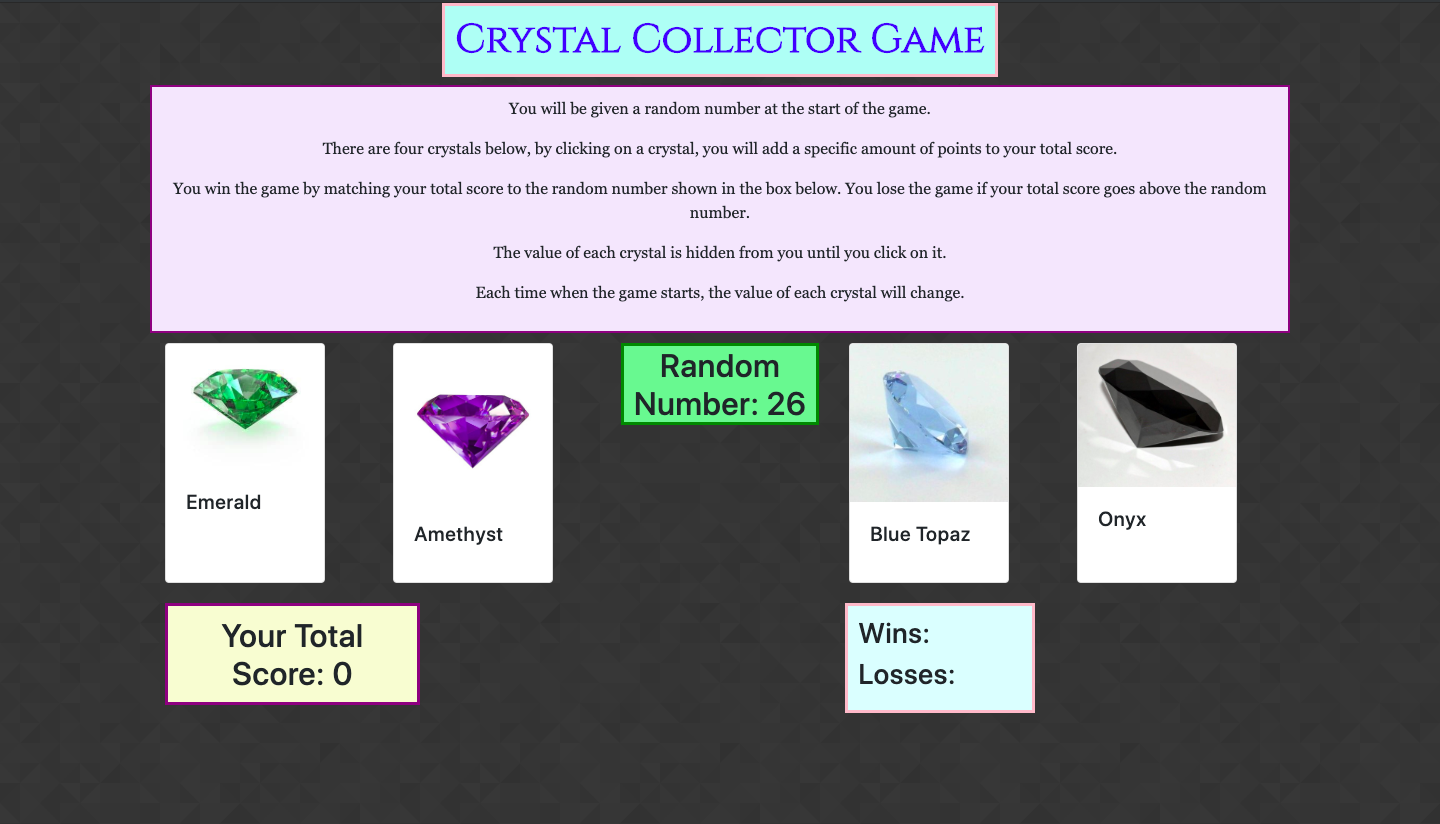 Crystal Collector Game
You will be given a random number at the start of the game.
There are four crystals below, by clicking on a crystal, you will add a specific amount of points to your total score.
You win the game by matching your total score to the random number shown in the box below. You lose the game if your total score goes above the random
number.
The value of each crystal is hidden from you until you click on it.
Each time when the game starts, the value of each crystal will change.
Random
Number: 26
Emerald
Amethyst
Blue Topaz
Onyx
Your Total
Score: 0
Wins:
Losses: